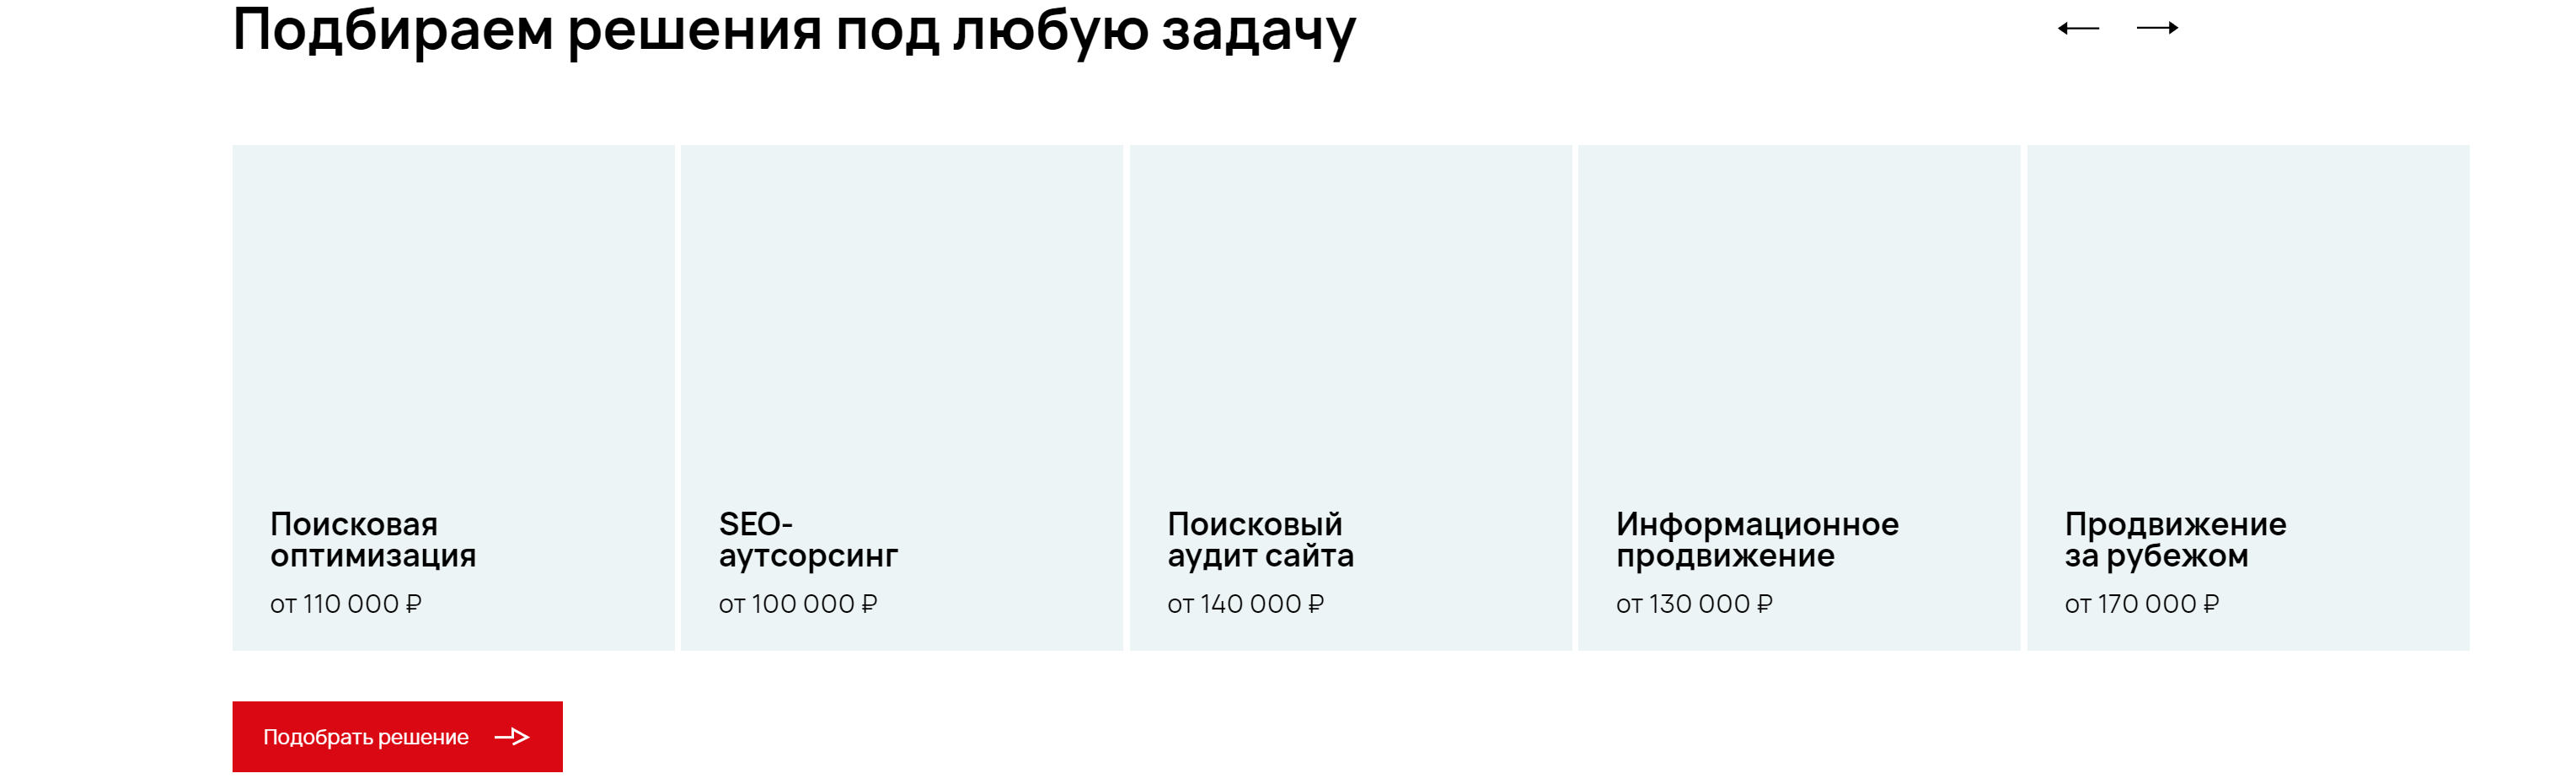 Подбираем решения под любую задачу
Поисковая
оптимизация
от 110 000 ₽
SEO-
аутсорсинг
от 100 000 ₽
Поисковый
аудит сайта
от 140 000 ₽
Информационное
продвижение
от 130 000 ₽
Продвижение
за рубежом
от 170 000 ₽
Подобрать решение